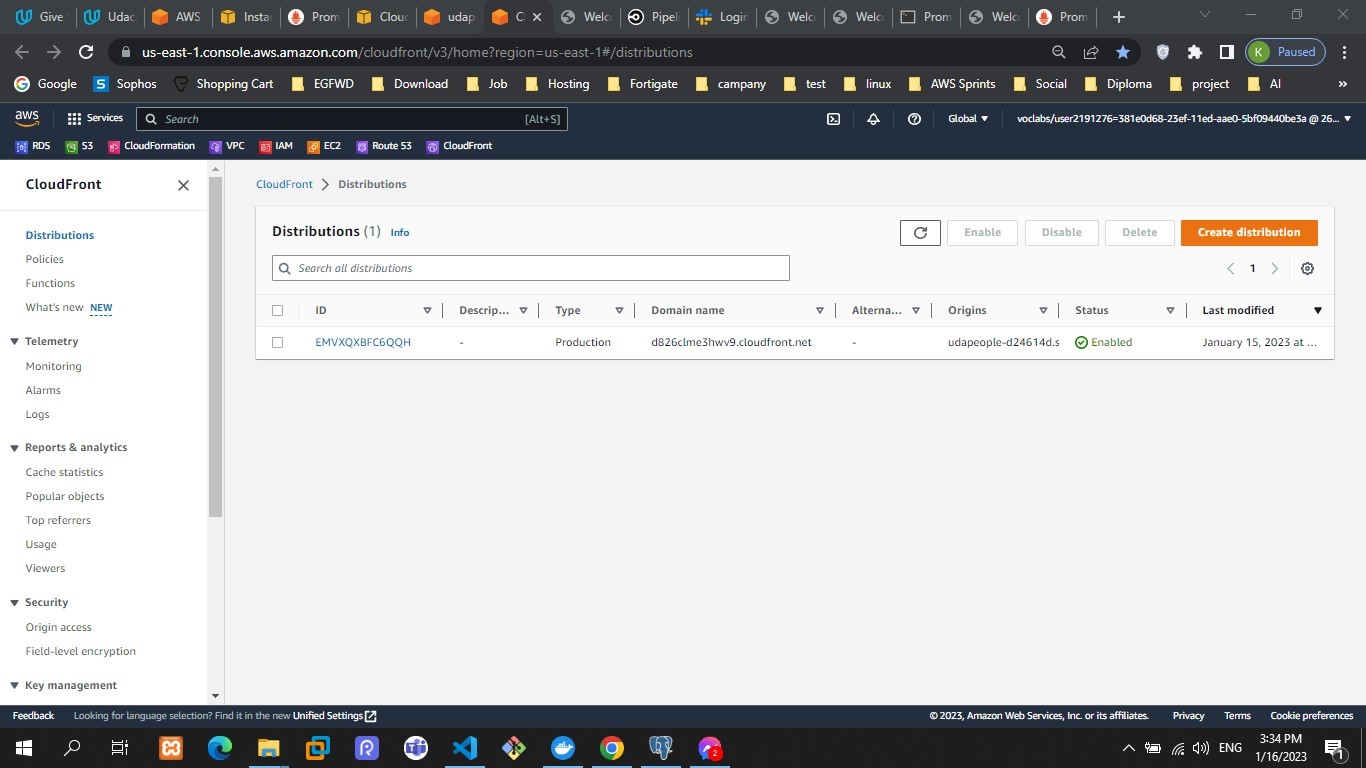 Give Udac AWS Instan Prom Cloud udap Cl Welc Pipeli Login Welc Welc Prom Welc Prom
us-east-1.console.aws.amazon.com/cloudfront/v3/home?region=us-east-1#/distributions K Paused
Google Sophos Shopping Cart EGFWD Download Job Hosting Fortigate campany test linux AWS Sprints Social Diploma project AI »
aws Services Search [Alt+S] Global voclabs/user2191276=381e0d68-23ef-11ed-aae0-5bf09440be3a @ 26...
RDS S3 CloudFormation VPC IAM EC2 Route 53 CloudFront
CloudFront
Distributions
Policies
Functions
What's new NEW
Telemetry
Monitoring
Alarms
Logs
Reports & analytics
Cache statistics
Popular objects
Top referrers
Usage
Viewers
Security
Origin access
Field-level encryption
Key management
CloudFront Distributions
Distributions (1) Info Enable Disable Delete Create distribution
Search all distributions 1
ID Descrip... Type Domain name Alterna... Origins Status Last modified
EMVXQXBFC6QQH - Production d826clme3hwv9.cloudfront.net - udapeople-d24614d.s Enabled January 15, 2023 at ...
Feedback Looking for language selection? Find it in the new Unified Settings © 2023, Amazon Web Services, Inc. or its affiliates. Privacy Terms Cookie preferences
2 ENG 3:34 PM
1/16/2023 1